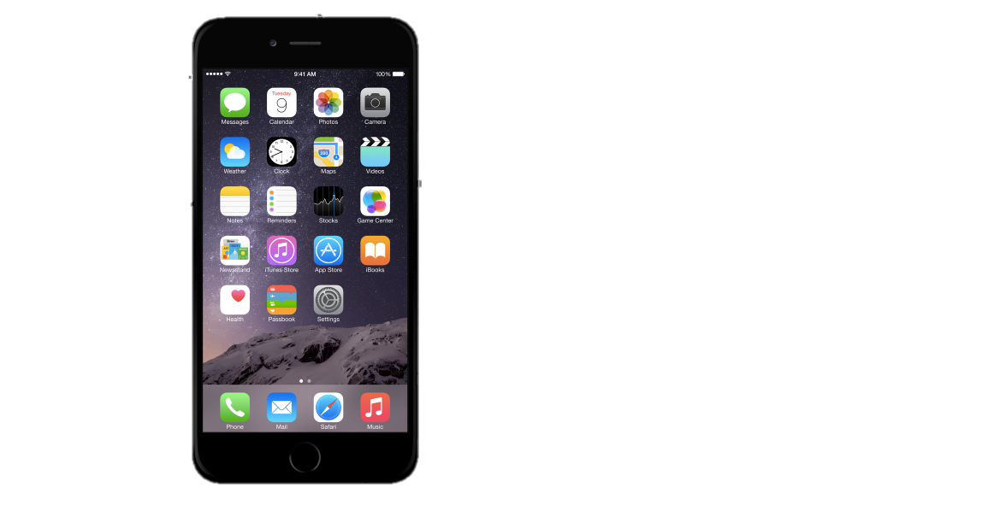 9:41 AM 100%
Tuesday
9
Messages Calendar Photos Camera
280
Weather Clock Maps Videos
Notes Reminders Stocks Game Center
Newsstand iTunes Store App Store iBooks
Health Passbook Settings
Phone Mail Safari Music